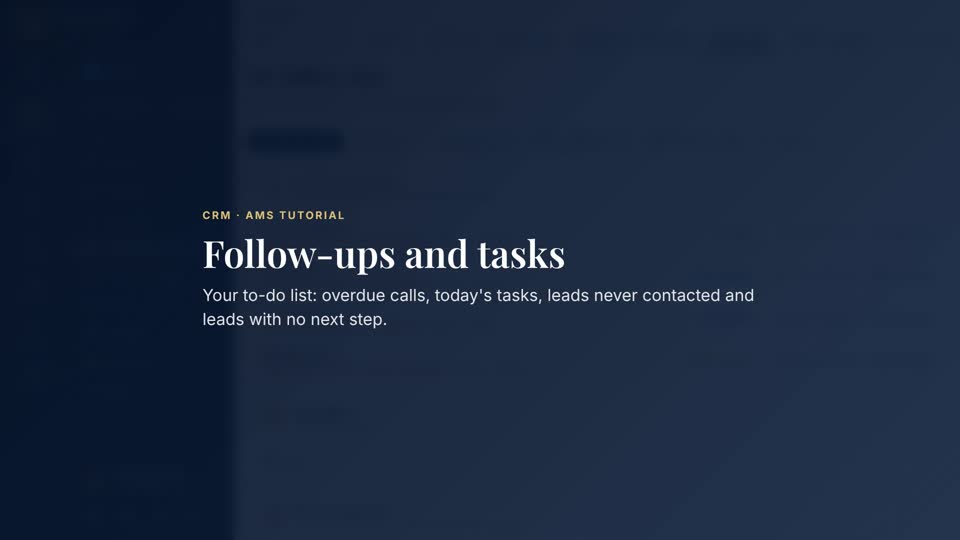 CRM · AMS TUTORIAL
Follow-ups and tasks
Your to-do list: overdue calls, today's tasks, leads never contacted and
leads with no next step.